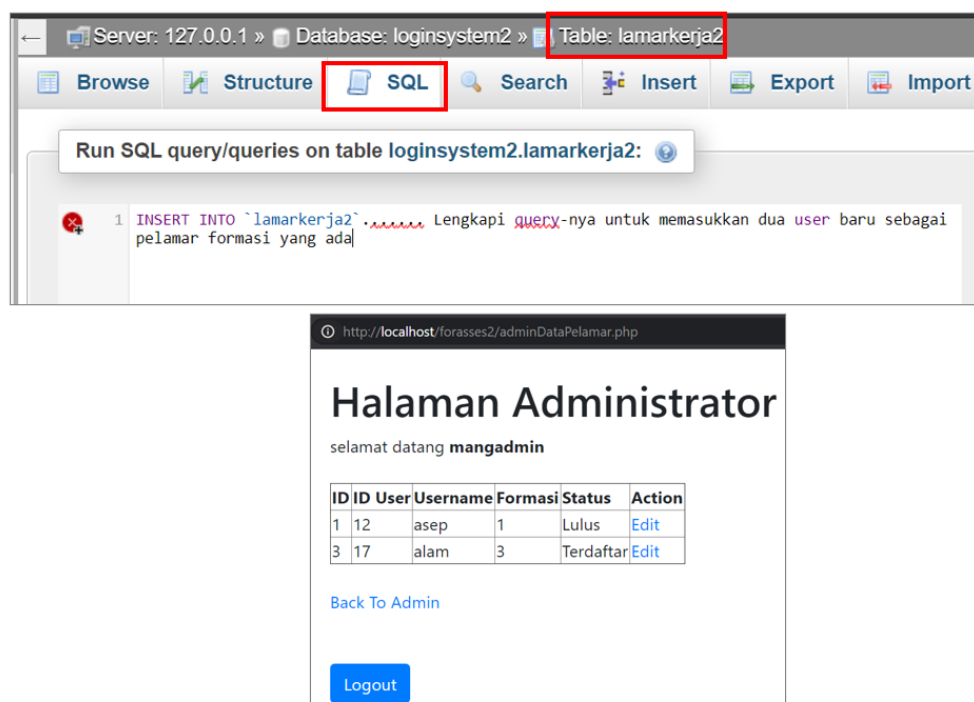 ← Server: 127.0.0.1 » Database: loginsystem2 » Table: lamarkerja2
Browse Structure SQL Search Insert Export Import
Run SQL query/queries on table loginsystem2.lamarkerja2:
1 INSERT INTO `lamarkerja2`.,,,,,,, Lengkapi query-nya untuk memasukkan dua user baru sebagai
pelamar formasi yang ada
http://localhost/forasses2/adminDataPelamar.php
Halaman Administrator
selamat datang mangadmin
ID ID User Username Formasi Status Action
1 12 asep 1 Lulus Edit
3 17 alam 3 Terdaftar Edit
Back To Admin
Logout